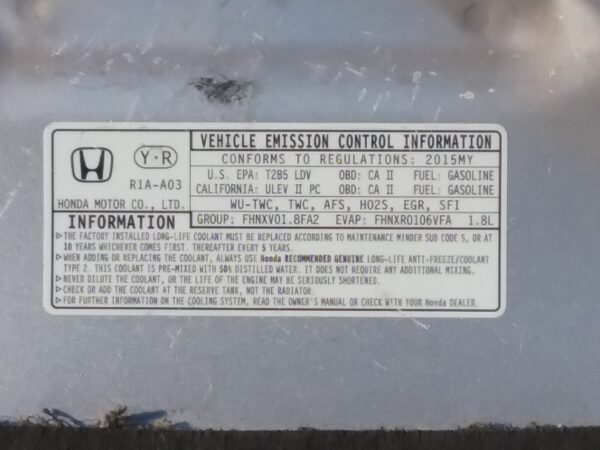 H
Y·R
R1A-A03
HONDA MOTOR CO., LTD.
VEHICLE EMISSION CONTROL INFORMATION
CONFORMS TO REGULATIONS: 2015MY
U.S. EPA: T2B5 LDV OBD: CA II FUEL: GASOLINE
CALIFORNIA: ULEV II PC OBD: CA II FUEL: GASOLINE
WU-TWC, TWC, AFS, HO2S, EGR, SFI
GROUP: FHNXV01.8FA2 EVAP: FHNXR0106VFA 1.8L
INFORMATION
▷THE FACTORY INSTALLED LONG-LIFE COOLANT MUST BE REPLACED ACCORDING TO MAINTENANCE MINDER SUB CODE 5, OR AT
10 YEARS WHICHEVER COMES FIRST. THEREAFTER EVERY 5 YEARS.
▷WHEN ADDING OR REPLACING THE COOLANT, ALWAYS USE Honda RECOMMENDED GENUINE LONG-LIFE ANTI-FREEZE/COOLANT
TYPE 2. THIS COOLANT IS PRE-MIXED WITH 50% DISTILLED WATER. IT DOES NOT REQUIRE ANY ADDITIONAL MIXING.
▷NEVER DILUTE THE COOLANT, OR THE LIFE OF THE ENGINE MAY BE SERIOUSLY SHORTENED.
▷CHECK OR ADD THE COOLANT AT THE RESERVE TANK, NOT THE RADIATOR.
▷FOR FURTHER INFORMATION ON THE COOLING SYSTEM, READ THE OWNER'S MANUAL OR CHECK WITH YOUR Honda DEALER.